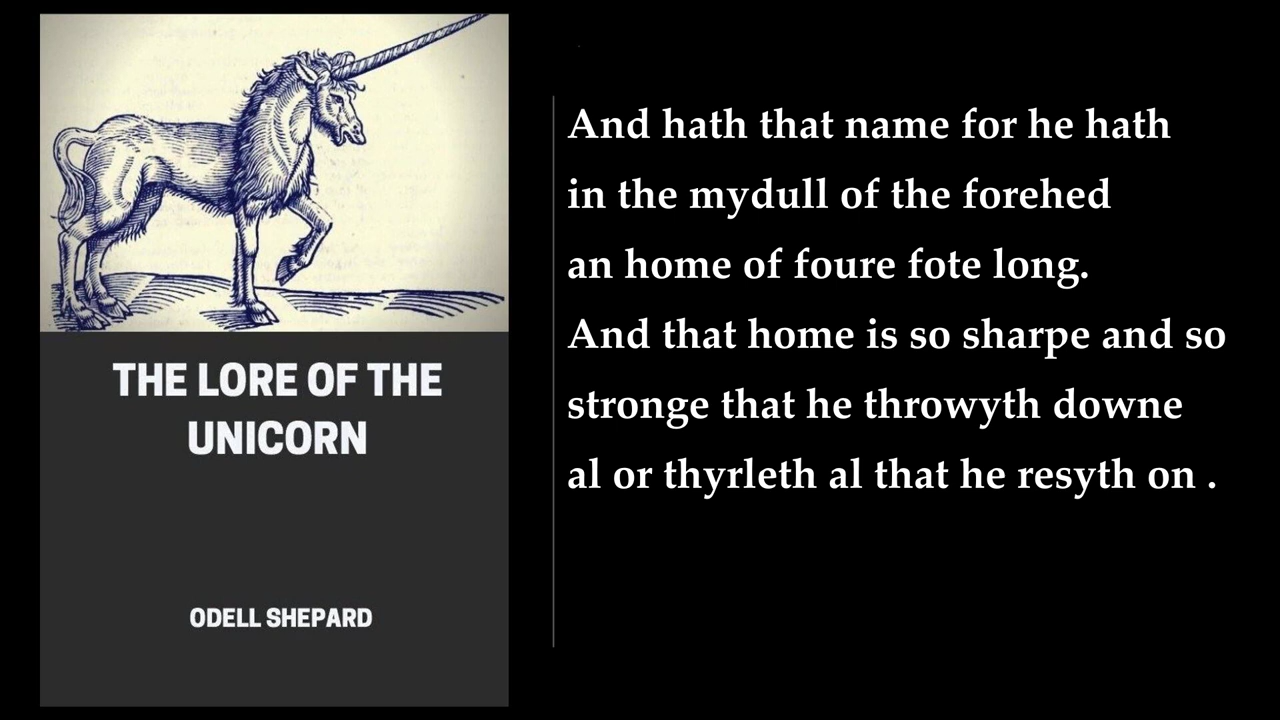 THE LORE OF THE
UNICORN
ODELL SHEPARD
And hath that name for he hath
in the mydull of the forehed
an home of foure fote long.
And that home is so sharpe and so
stronge that he throwyth downe
al or thyrleth al that he resyth on .